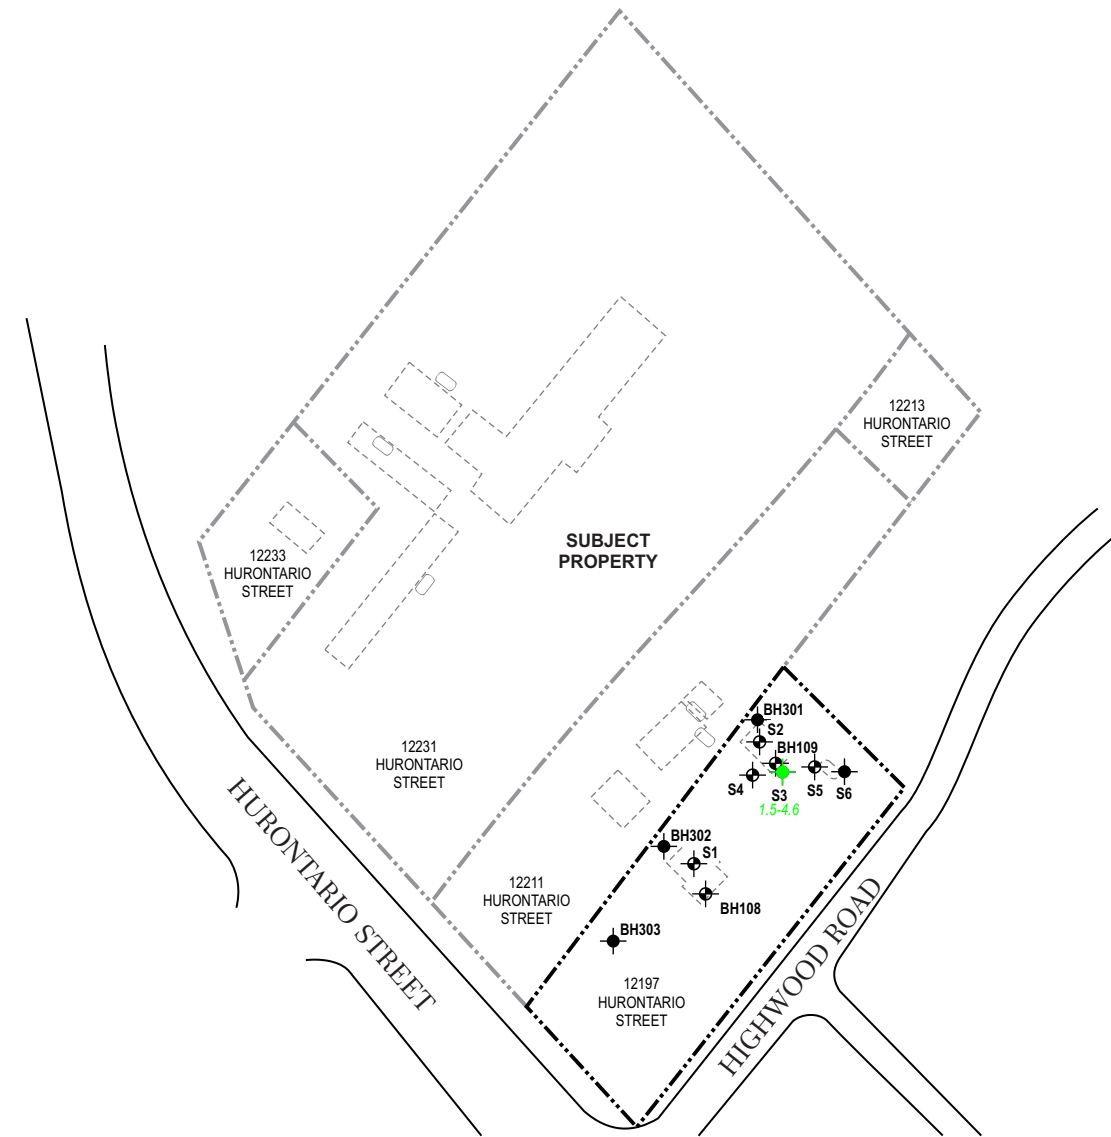 12213
HURONTARIO
STREET
SUBJECT
PROPERTY
12233
HURONTARIO
STREET
BH301
S2
12231
HURONTARIO
STREET
BH109
S4
S3
S5
S6
1.5-4.6
HURONTARIO STREET
BH302
S1
12211
HURONTARIO
STREET
BH108
BH303
HIGHWOOD ROAD
12197
HURONTARIO
STREET